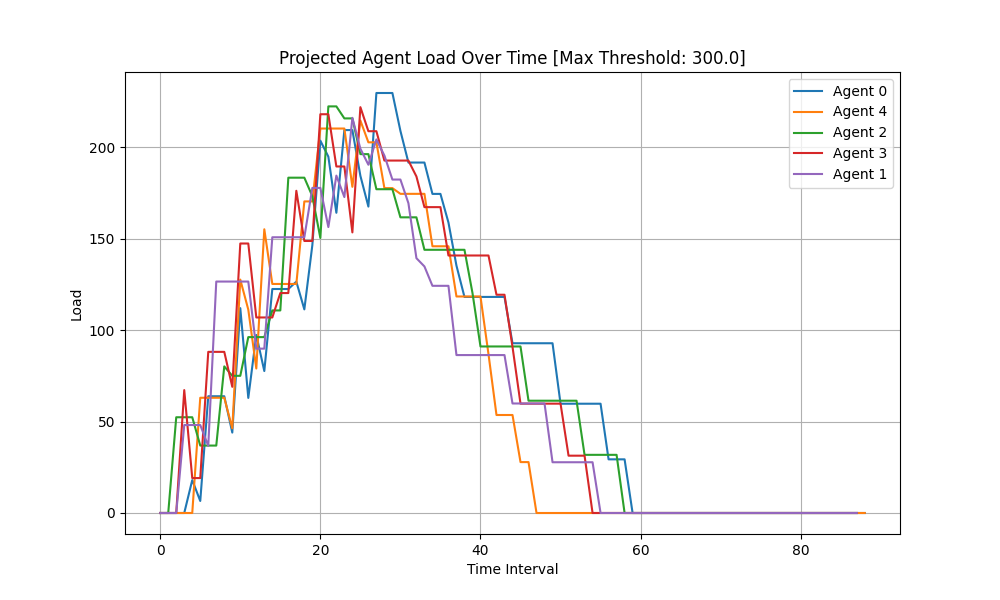 Projected Agent Load Over Time [Max Threshold: 300.0]
Agent 0
Agent 4
Agent 2
Agent 3
Agent 1
Load
200
150
100
50
0
0 20 40 60 80
Time Interval